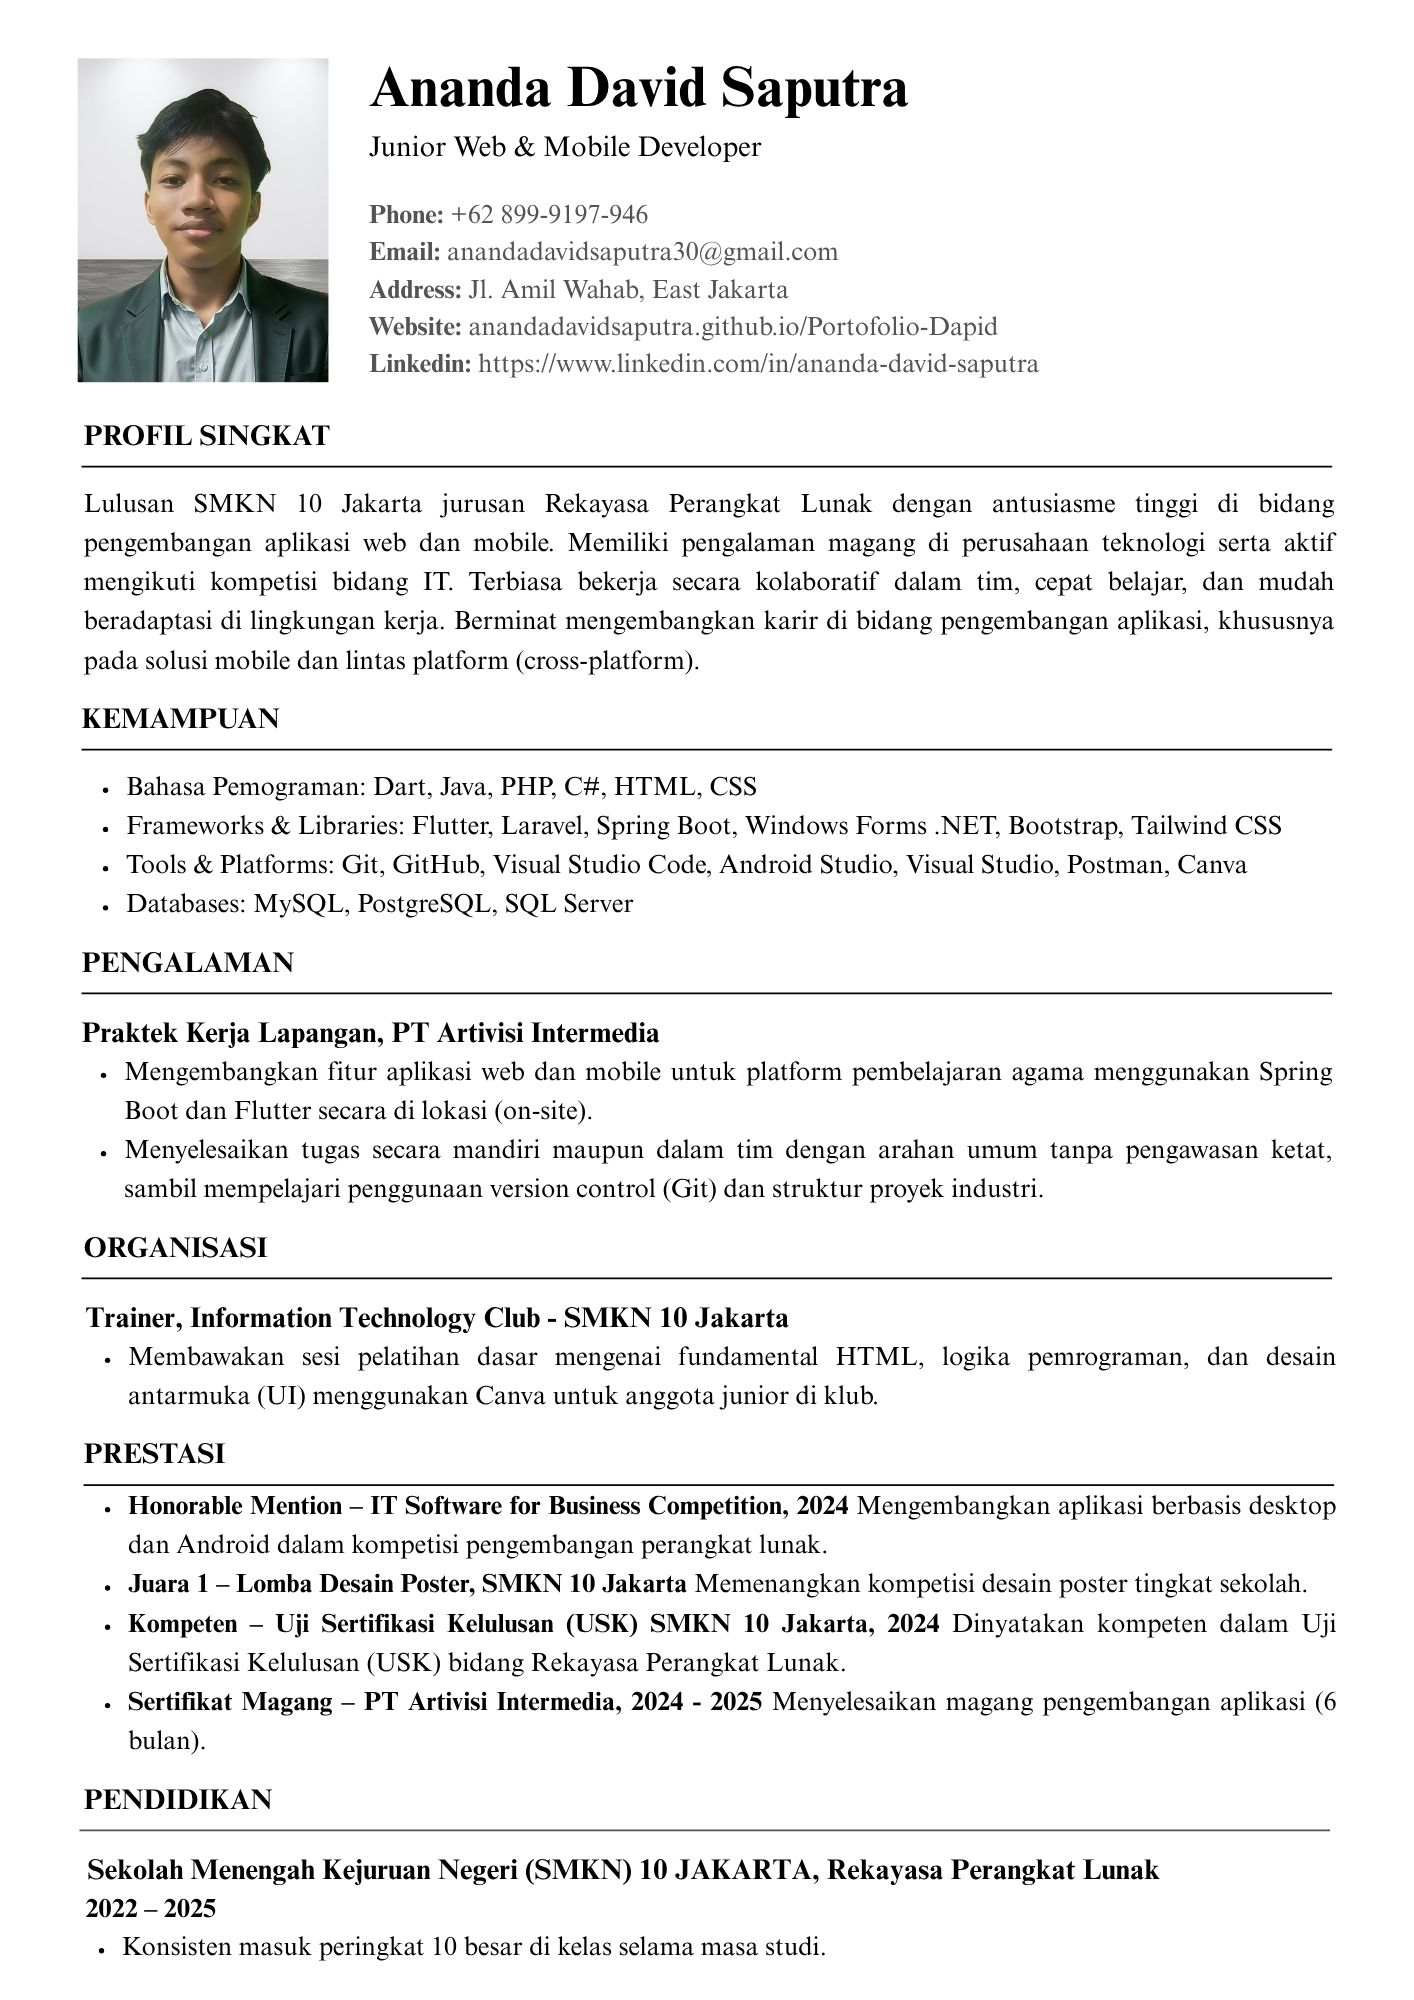 Ananda David Saputra
Junior Web & Mobile Developer
Phone: +62 899-9197-946
Email: anandadavidsaputra30@gmail.com
Address: Jl. Amil Wahab, East Jakarta
Website: anandadavidsaputra.github.io/Portofolio-Dapid
Linkedin: https://www.linkedin.com/in/ananda-david-saputra
PROFIL SINGKAT
Lulusan SMKN 10 Jakarta jurusan Rekayasa Perangkat Lunak dengan antusiasme tinggi di bidang
pengembangan aplikasi web dan mobile. Memiliki pengalaman magang di perusahaan teknologi serta aktif
mengikuti kompetisi bidang IT. Terbiasa bekerja secara kolaboratif dalam tim, cepat belajar, dan mudah
beradaptasi di lingkungan kerja. Berminat mengembangkan karir di bidang pengembangan aplikasi, khususnya
pada solusi mobile dan lintas platform (cross-platform).
KEMAMPUAN
• Bahasa Pemograman: Dart, Java, PHP, C#, HTML, CSS
• Frameworks & Libraries: Flutter, Laravel, Spring Boot, Windows Forms .NET, Bootstrap, Tailwind CSS
• Tools & Platforms: Git, GitHub, Visual Studio Code, Android Studio, Visual Studio, Postman, Canva
• Databases: MySQL, PostgreSQL, SQL Server
PENGALAMAN
Praktek Kerja Lapangan, PT Artivisi Intermedia
• Mengembangkan fitur aplikasi web dan mobile untuk platform pembelajaran agama menggunakan Spring
Boot dan Flutter secara di lokasi (on-site).
• Menyelesaikan tugas secara mandiri maupun dalam tim dengan arahan umum tanpa pengawasan ketat,
sambil mempelajari penggunaan version control (Git) dan struktur proyek industri.
ORGANISASI
Trainer, Information Technology Club - SMKN 10 Jakarta
• Membawakan sesi pelatihan dasar mengenai fundamental HTML, logika pemrograman, dan desain
antarmuka (UI) menggunakan Canva untuk anggota junior di klub.
PRESTASI
• Honorable Mention – IT Software for Business Competition, 2024 Mengembangkan aplikasi berbasis desktop
dan Android dalam kompetisi pengembangan perangkat lunak.
• Juara 1 – Lomba Desain Poster, SMKN 10 Jakarta Memenangkan kompetisi desain poster tingkat sekolah.
• Kompeten – Uji Sertifikasi Kelulusan (USK) SMKN 10 Jakarta, 2024 Dinyatakan kompeten dalam Uji
Sertifikasi Kelulusan (USK) bidang Rekayasa Perangkat Lunak.
• Sertifikat Magang – PT Artivisi Intermedia, 2024 - 2025 Menyelesaikan magang pengembangan aplikasi (6
bulan).
PENDIDIKAN
Sekolah Menengah Kejuruan Negeri (SMKN) 10 JAKARTA, Rekayasa Perangkat Lunak
2022 – 2025
• Konsisten masuk peringkat 10 besar di kelas selama masa studi.